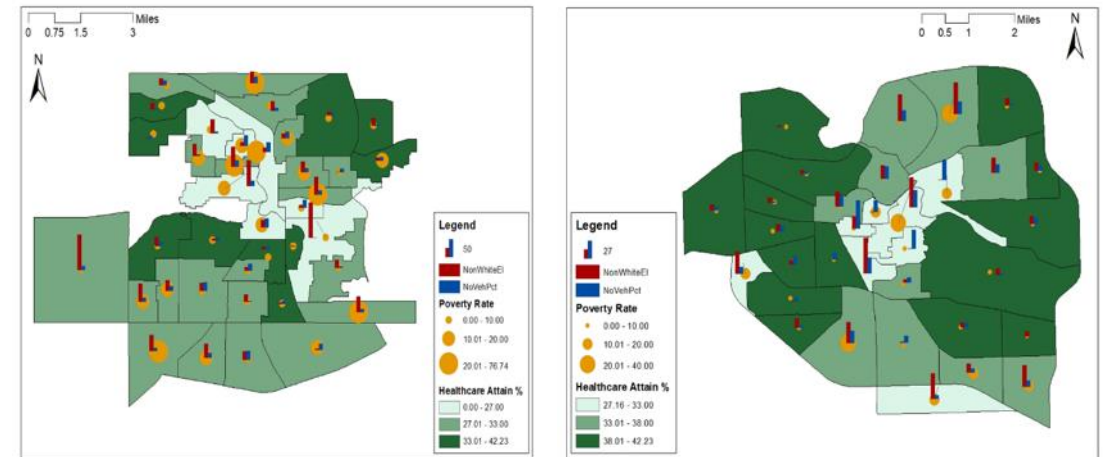 Miles
0 0.75 1.5 3
N
Legend
50
NonWhiteEl
NoVehPct
Poverty Rate
0.00 - 10.00
10.01 - 20.00
20.01 - 76.74
Healthcare Attain %
0.00 - 27.00
27.01 - 33.00
33.01 - 42.23
Miles
0 0.5 1 2
N
Legend
27
NonWhiteEl
NoVehPct
Poverty Rate
0.00 - 10.00
10.01 - 20.00
20.01 - 40.00
Healthcare Attain %
27.16 - 33.00
33.01 - 38.00
38.01 - 42.23